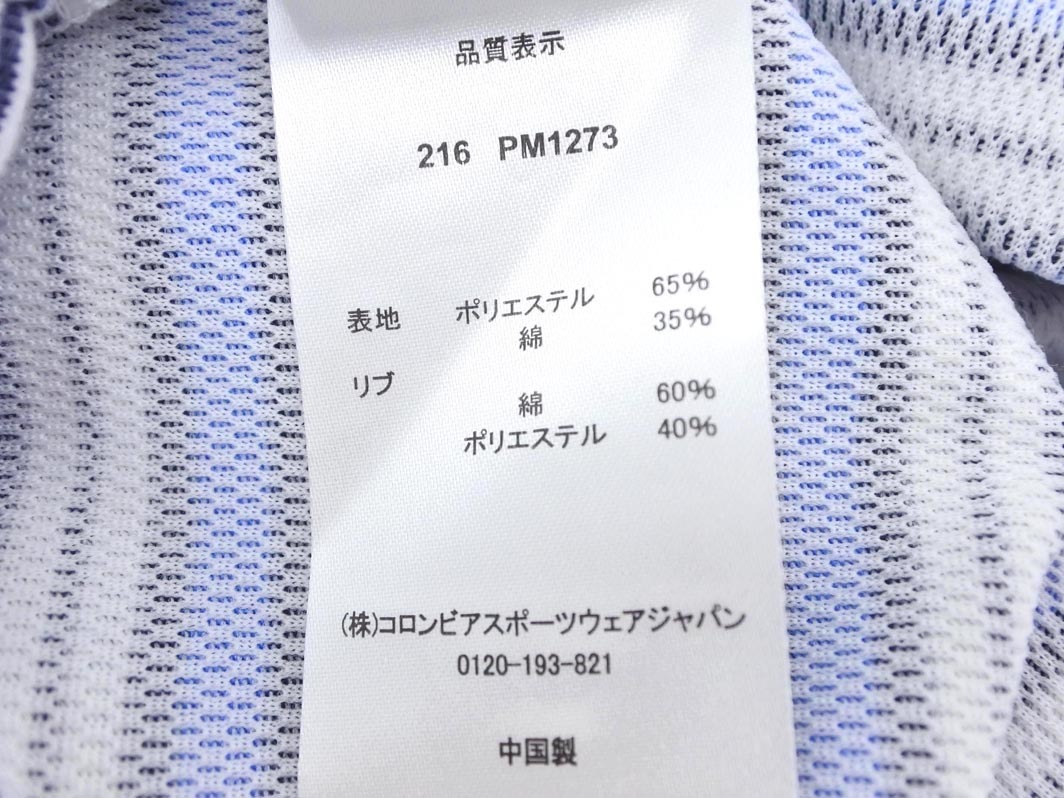 品質表示
216 PM1273
表地 ポリエステル 65%
綿 35%
リブ 綿 60%
ポリエステル 40%
(株)コロンビアスポーツウェアジャパン
0120-193-821
中国製